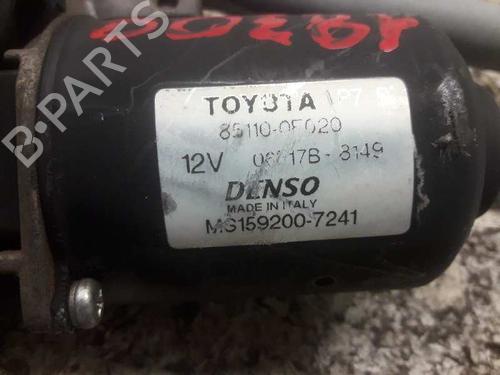 TOYOTA
85110-0F020
12V
DENSO
MADE IN ITALY
MS159200-7241
B-PARTS